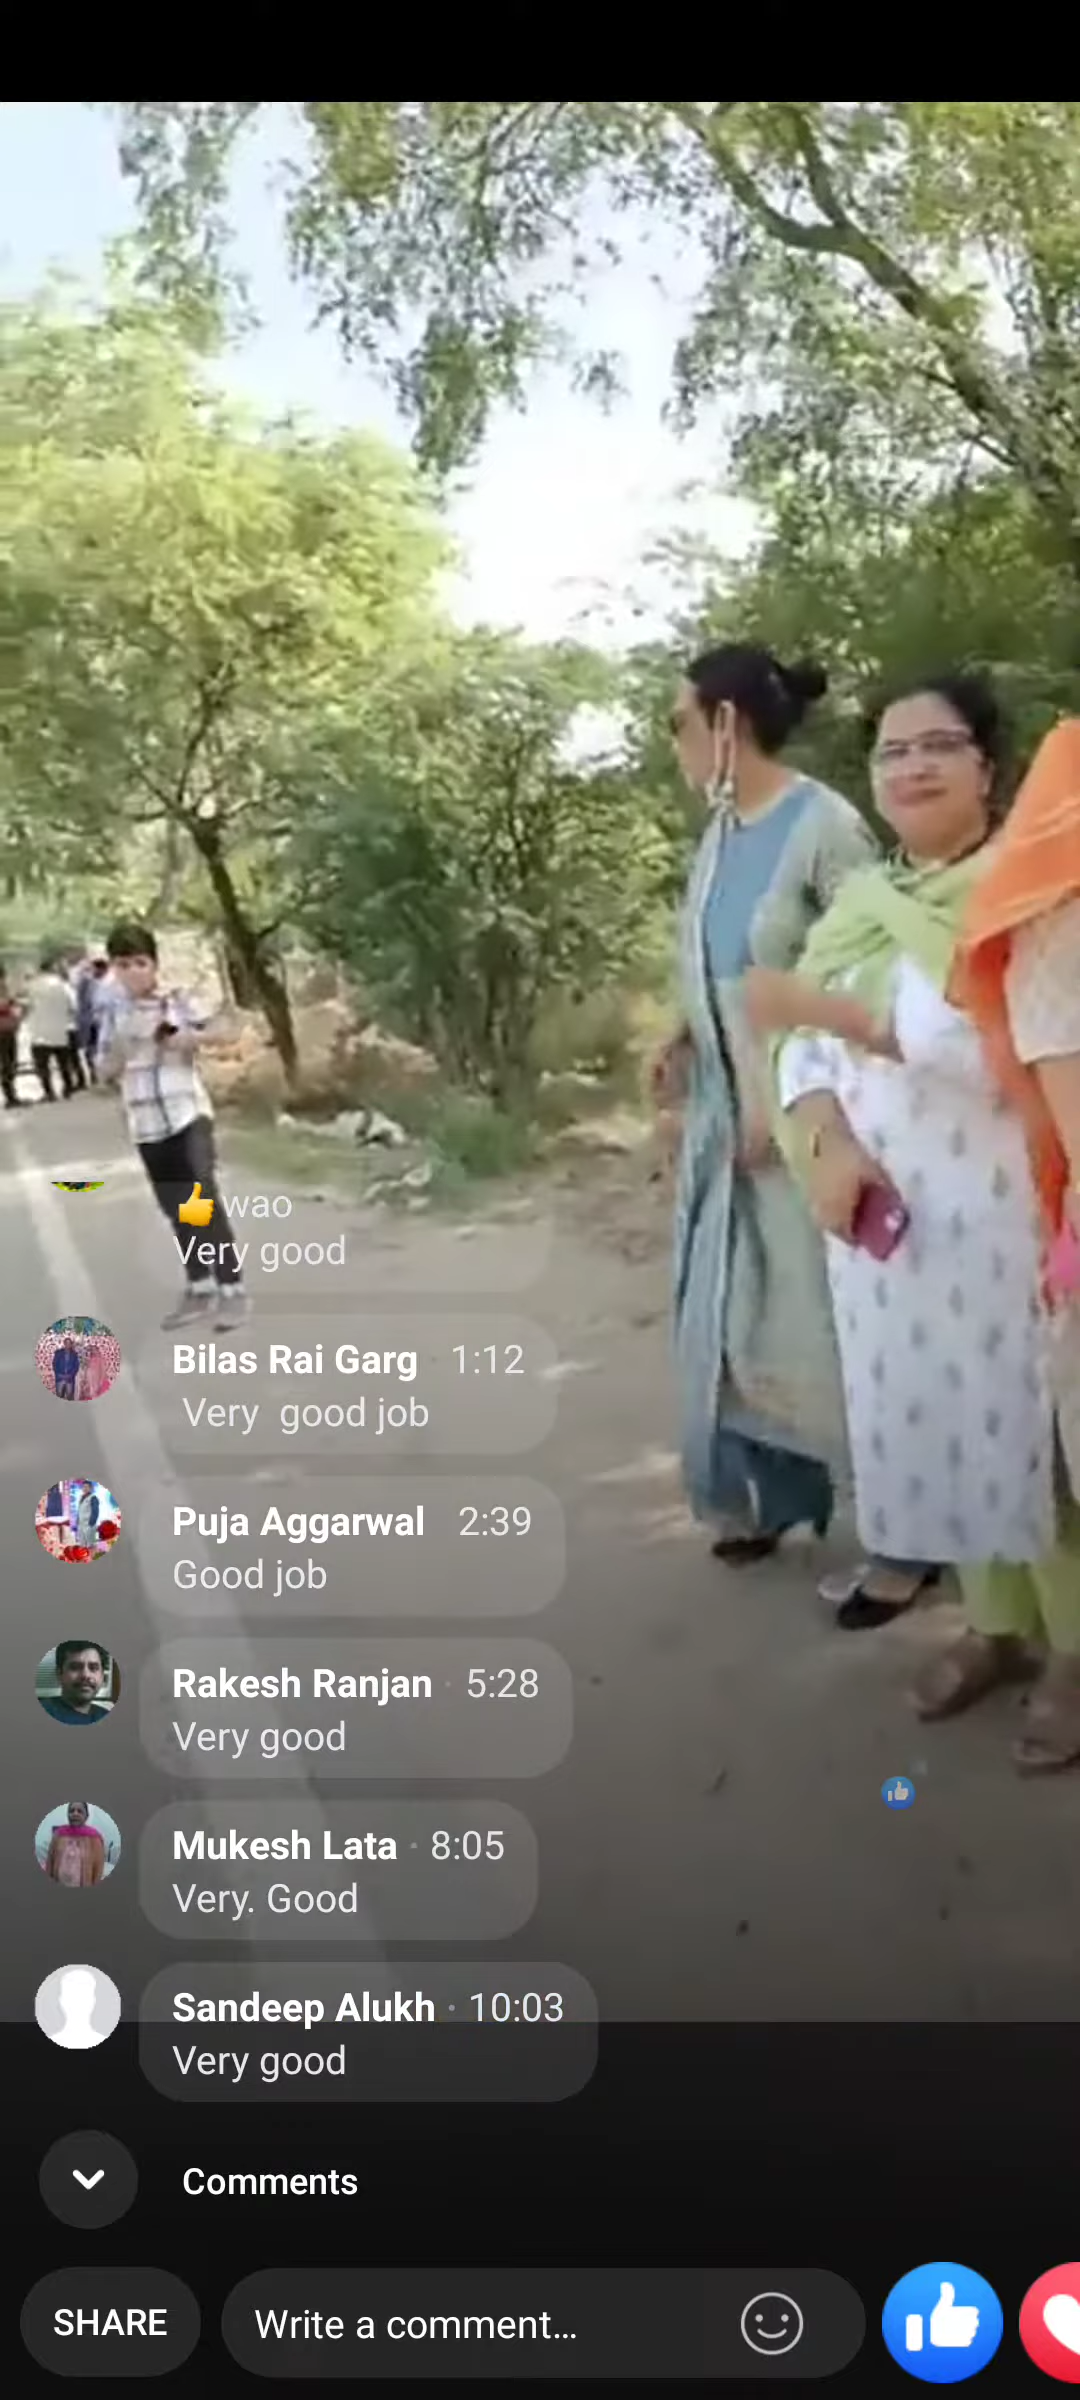 👍wao
Very good
Bilas Rai Garg · 1:12
Very good job
Puja Aggarwal 2:39
Good job
Rakesh Ranjan · 5:28
Very good
Mukesh Lata · 8:05
Very. Good
Sandeep Alukh · 10:03
Very good
Comments
SHARE
Write a comment...